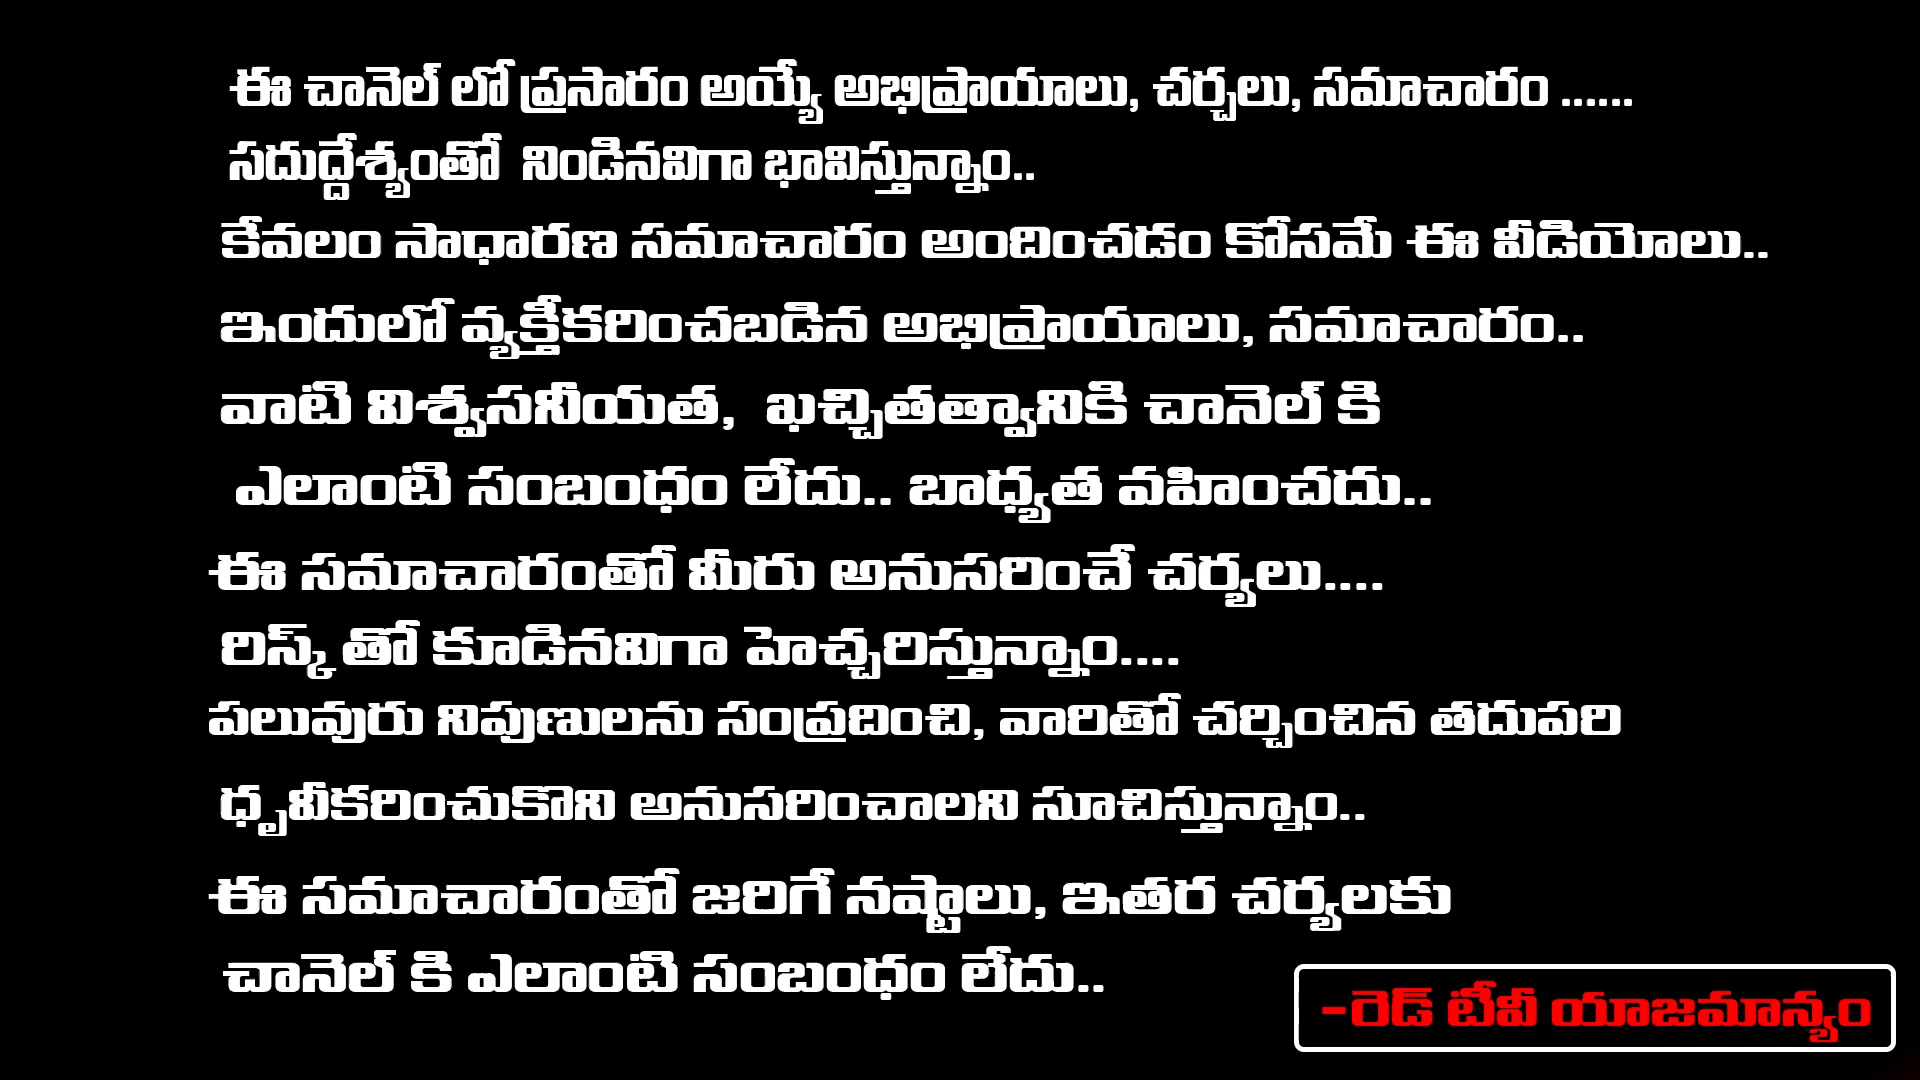 ఈ చానెల్ లో ప్రసారం అయ్యే అభిప్రాయాలు, చర్చలు, సమాచారం ......
సదుద్దేశ్యంతో నిండినవిగా భావిస్తున్నాం..
కేవలం సాధారణ సమాచారం అందించడం కోసమే ఈ వీడియోలు..
ఇందులో వ్యక్తీకరించబడిన అభిప్రాయాలు, సమాచారం..
వాటి విశ్వసనీయత, ఖచ్చితత్వానికి చానెల్ కి
ఎలాంటి సంబంధం లేదు.. బాధ్యత వహించదు..
ఈ సమాచారంతో మీరు అనుసరించే చర్యలు....
రిస్క్ తో కూడినవిగా హెచ్చరిస్తున్నాం....
పలువురు నిపుణులను సంప్రదించి, వారితో చర్చించిన తదుపరి
ధృవీకరించుకొని అనుసరించాలని సూచిస్తున్నాం..
ఈ సమాచారంతో జరిగే నష్టాలు, ఇతర చర్యలకు
చానెల్ కి ఎలాంటి సంబంధం లేదు..
-రెడ్ టీవీ యాజమాన్యం